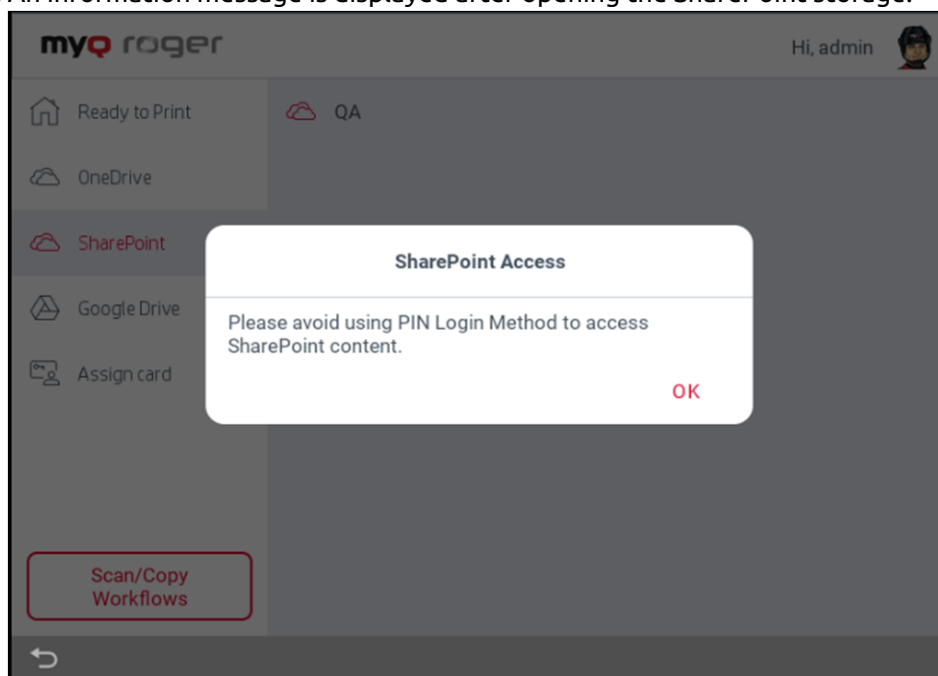 An information message is displayed after opening the SharePoint storage.
myq roger
Hi, admin
Ready to Print
QA
OneDrive
SharePoint
Google Drive
Assign card
SharePoint Access
Please avoid using PIN Login Method to access
SharePoint content.
OK
Scan/Copy
Workflows